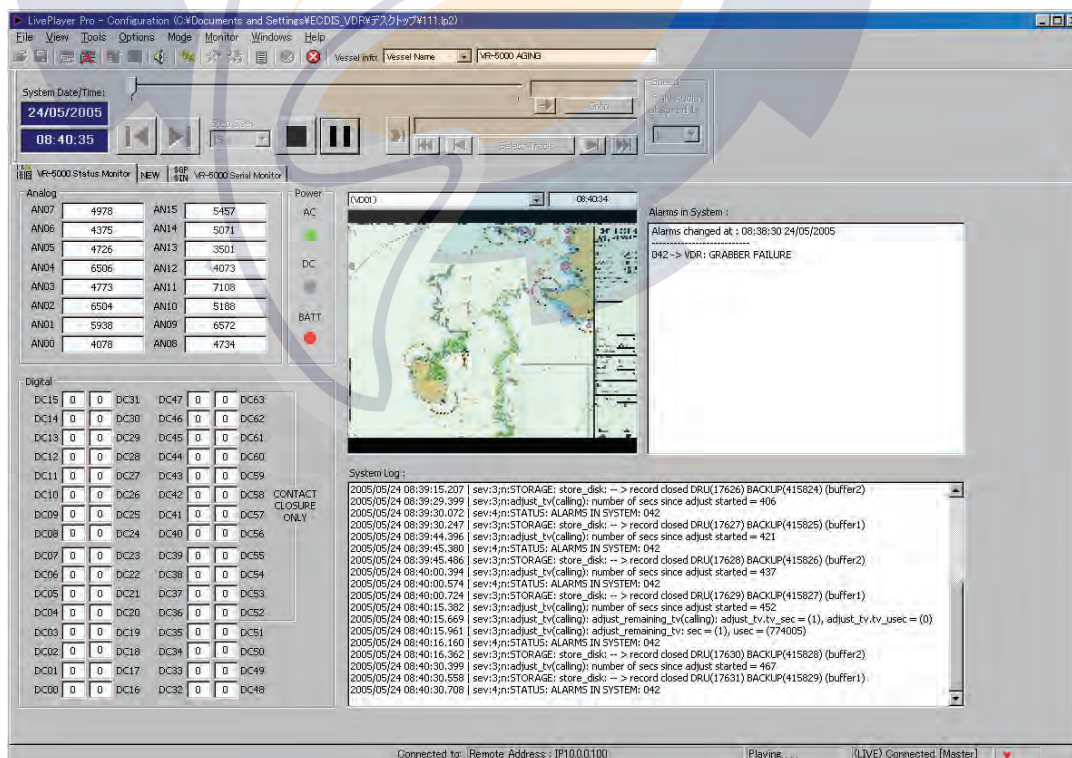 LivePlayer Pro - Configuration (C:¥Documents and Settings¥ECDIS_VDR¥デスクトップ¥111.lp2)
File View Tools Options Mode Monitor Windows Help
Vessel info: Vessel Name VR-5000 AGING
System Date/Time:
24/05/2005
08:40:35
Step Size
Goto
Select Track
Speed
Only Audio
at speed 1x
VR-5000 Status Monitor NEW $GP $IN VR-5000 Serial Monitor
Analog
AN07 4978 AN15 5457
AN06 4375 AN14 5071
AN05 4726 AN13 3501
AN04 6506 AN12 4073
AN03 4773 AN11 7108
AN02 6504 AN10 5188
AN01 5938 AN09 6572
AN00 4078 AN08 4734
Power
AC
DC
BATT
(VDO1) 08:40:34
Alarms in System :
Alarms changed at : 08:38:30 24/05/2005
----------------------------
042 -> VDR: GRABBER FAILURE
Digital
DC15 0 0 DC31 DC47 0 0 DC63
DC14 0 0 DC30 DC46 0 0 DC62
DC13 0 0 DC29 DC45 0 0 DC61
DC12 0 0 DC28 DC44 0 0 DC60
DC11 0 0 DC27 DC43 0 0 DC59
DC10 0 0 DC26 DC42 0 0 DC58
DC09 0 0 DC25 DC41 0 0 DC57
DC08 0 0 DC24 DC40 0 0 DC56
DC07 0 0 DC23 DC39 0 0 DC55
DC06 0 0 DC22 DC38 0 0 DC54
DC05 0 0 DC21 DC37 0 0 DC53
DC04 0 0 DC20 DC36 0 0 DC52
DC03 0 0 DC19 DC35 0 0 DC51
DC02 0 0 DC18 DC34 0 0 DC50
DC01 0 0 DC17 DC33 0 0 DC49
DC00 0 0 DC16 DC32 0 0 DC48
CONTACT
CLOSURE
ONLY
System Log :
2005/05/24 08:39:15.207 | sev:3;n:STORAGE: store_disk: -- > record closed DRU(17626) BACKUP(415824) (buffer2)
2005/05/24 08:39:29.399 | sev:3;n:adjust_tv(calling): number of secs since adjust started = 406
2005/05/24 08:39:30.072 | sev:4;n:STATUS: ALARMS IN SYSTEM: 042
2005/05/24 08:39:30.247 | sev:3;n:STORAGE: store_disk: -- > record closed DRU(17627) BACKUP(415825) (buffer1)
2005/05/24 08:39:44.396 | sev:3;n:adjust_tv(calling): number of secs since adjust started = 421
2005/05/24 08:39:45.380 | sev:4;n:STATUS: ALARMS IN SYSTEM: 042
2005/05/24 08:39:45.486 | sev:3;n:STORAGE: store_disk: -- > record closed DRU(17628) BACKUP(415826) (buffer2)
2005/05/24 08:40:00.394 | sev:3;n:adjust_tv(calling): number of secs since adjust started = 437
2005/05/24 08:40:00.574 | sev:4;n:STATUS: ALARMS IN SYSTEM: 042
2005/05/24 08:40:00.724 | sev:3;n:STORAGE: store_disk: -- > record closed DRU(17629) BACKUP(415827) (buffer1)
2005/05/24 08:40:15.382 | sev:3;n:adjust_tv(calling): number of secs since adjust started = 452
2005/05/24 08:40:15.669 | sev:3;n:adjust_tv(calling): adjust_remaining_tv(calling): adjust_tv.tv_sec = (1), adjust_tv.tv_usec = (0)
2005/05/24 08:40:15.961 | sev:3;n:adjust_tv(calling): adjust_remaining_tv: sec = (1), usec = (774005)
2005/05/24 08:40:16.160 | sev:4;n:STATUS: ALARMS IN SYSTEM: 042
2005/05/24 08:40:16.362 | sev:3;n:STORAGE: store_disk: -- > record closed DRU(17630) BACKUP(415828) (buffer2)
2005/05/24 08:40:30.399 | sev:3;n:adjust_tv(calling): number of secs since adjust started = 467
2005/05/24 08:40:30.558 | sev:3;n:STORAGE: store_disk: -- > record closed DRU(17631) BACKUP(415829) (buffer1)
2005/05/24 08:40:30.708 | sev:4;n:STATUS: ALARMS IN SYSTEM: 042
Connected to: Remote Address : IP10.0.0.100 Playing . . . (LIVE) Connected [Master]